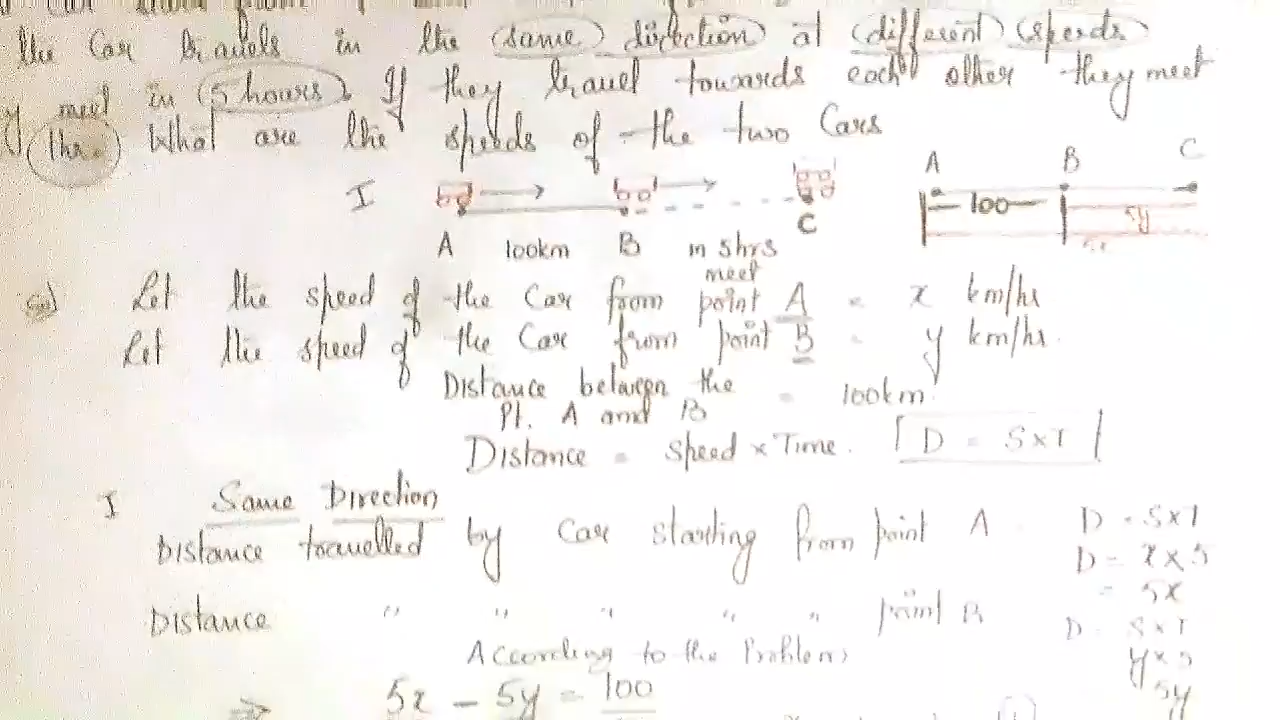 the Car travels in the (same) direction) at (different) (speeds)
y meet in (5 hours). If they travel towards each other they meet
(1hr.) What are the speeds of the two Cars
I
A B C
A 100km B in 5hrs C
meet
100 5y
5x
Let the speed of the Car from point A = x km/hr
Let the speed of the Car from point B = y km/hr.
Distance between the = 100km.
Pt. A and B
Distance = speed × Time. [D = S×T]
I Same Direction
Distance travelled by Car starting from point A D = S×T
D = x × 5
= 5x
Distance " " " " " point B D = S×T
y×5
5y
According to the Problem,
⇒ 5x – 5y = 100